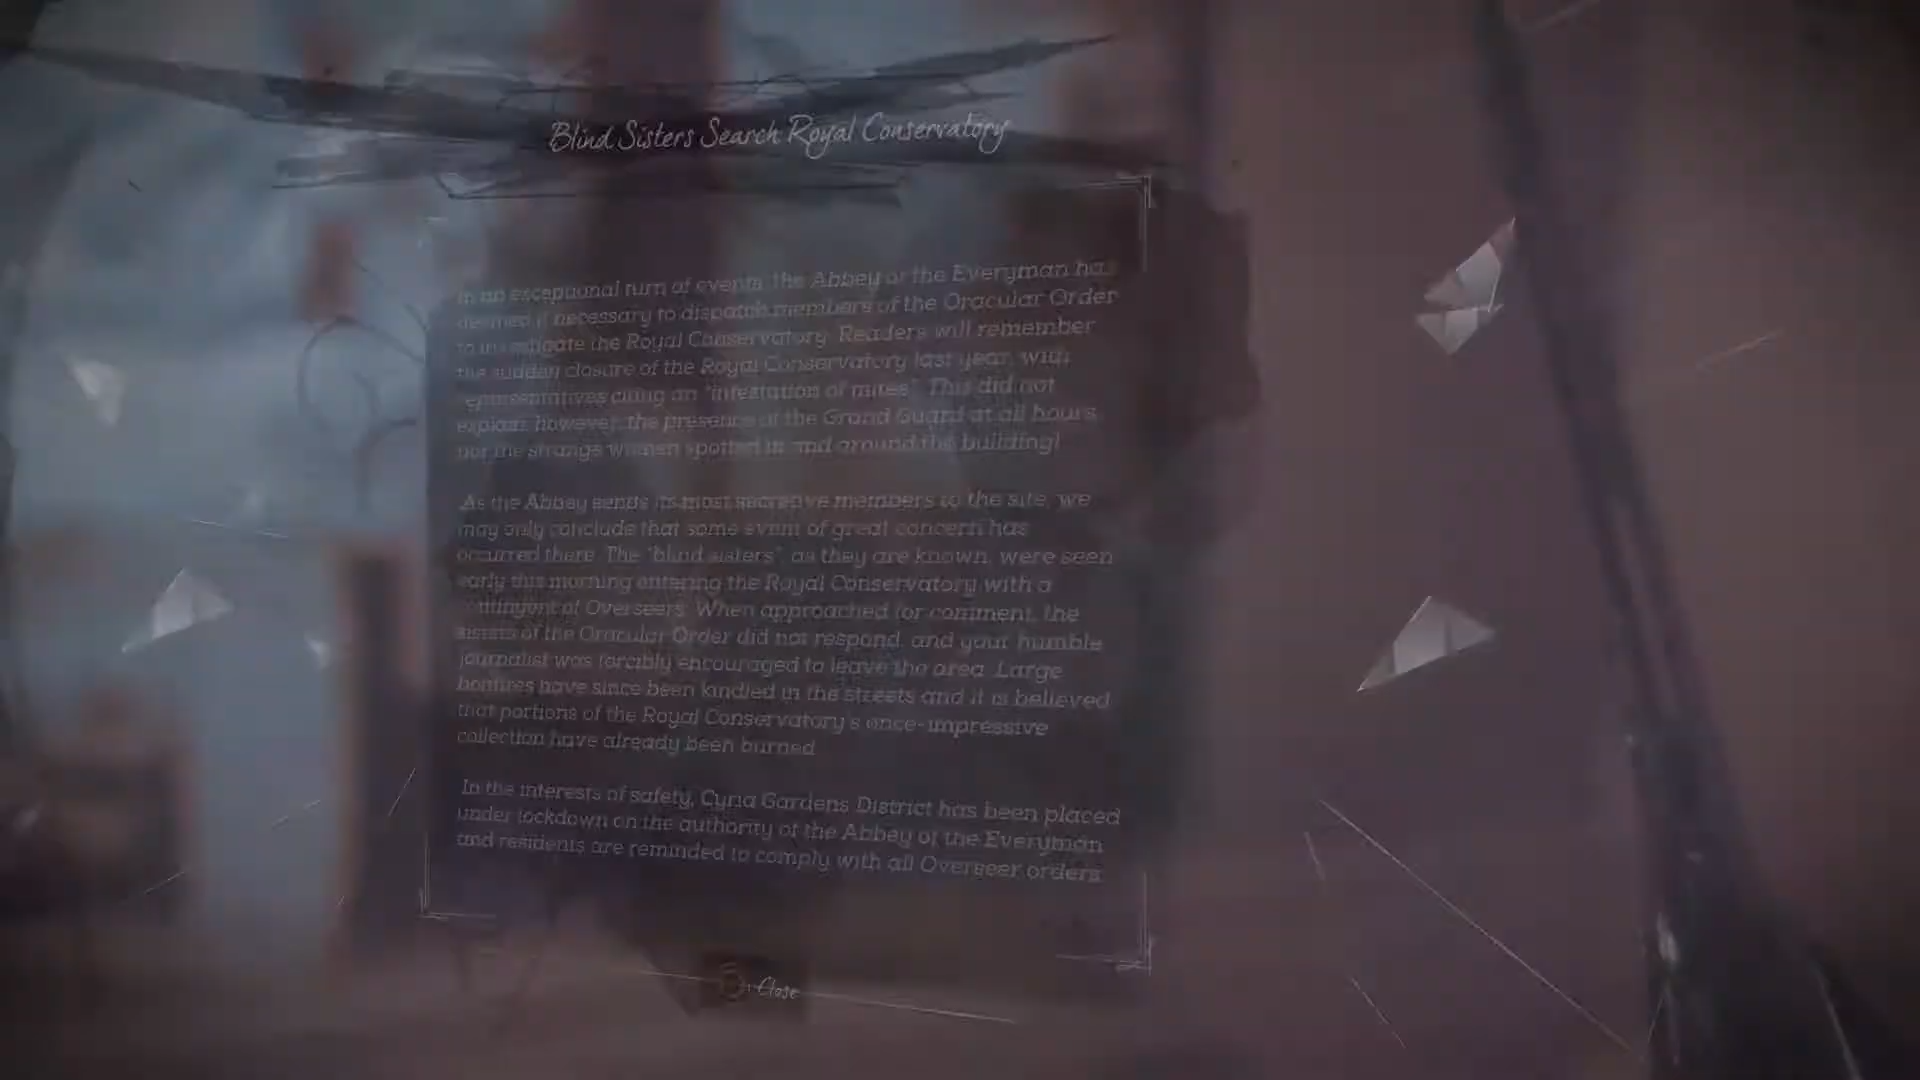 Blind Sisters Search Royal Conservatory
In an exceptional turn of events, the Abbey of the Everyman has
deemed it necessary to dispatch members of the Oracular Order
to investigate the Royal Conservatory. Readers will remember
the sudden closure of the Royal Conservatory last year, with
representatives citing an "infestation of mites". This did not
explain, however, the presence of the Grand Guard at all hours,
nor the strange women spotted in and around the building!
As the Abbey sends its most secretive members to the site, we
may only conclude that some event of great concern has
occurred there. The "blind sisters", as they are known, were seen
early this morning entering the Royal Conservatory with a
contingent of Overseers. When approached for comment, the
sisters of the Oracular Order did not respond, and your humble
journalist was forcibly encouraged to leave the area. Large
bonfires have since been kindled in the streets and it is believed
that portions of the Royal Conservatory's once-impressive
collection have already been burned.
In the interests of safety, Cyria Gardens District has been placed
under lockdown on the authority of the Abbey of the Everyman
and residents are reminded to comply with all Overseer orders.
Close